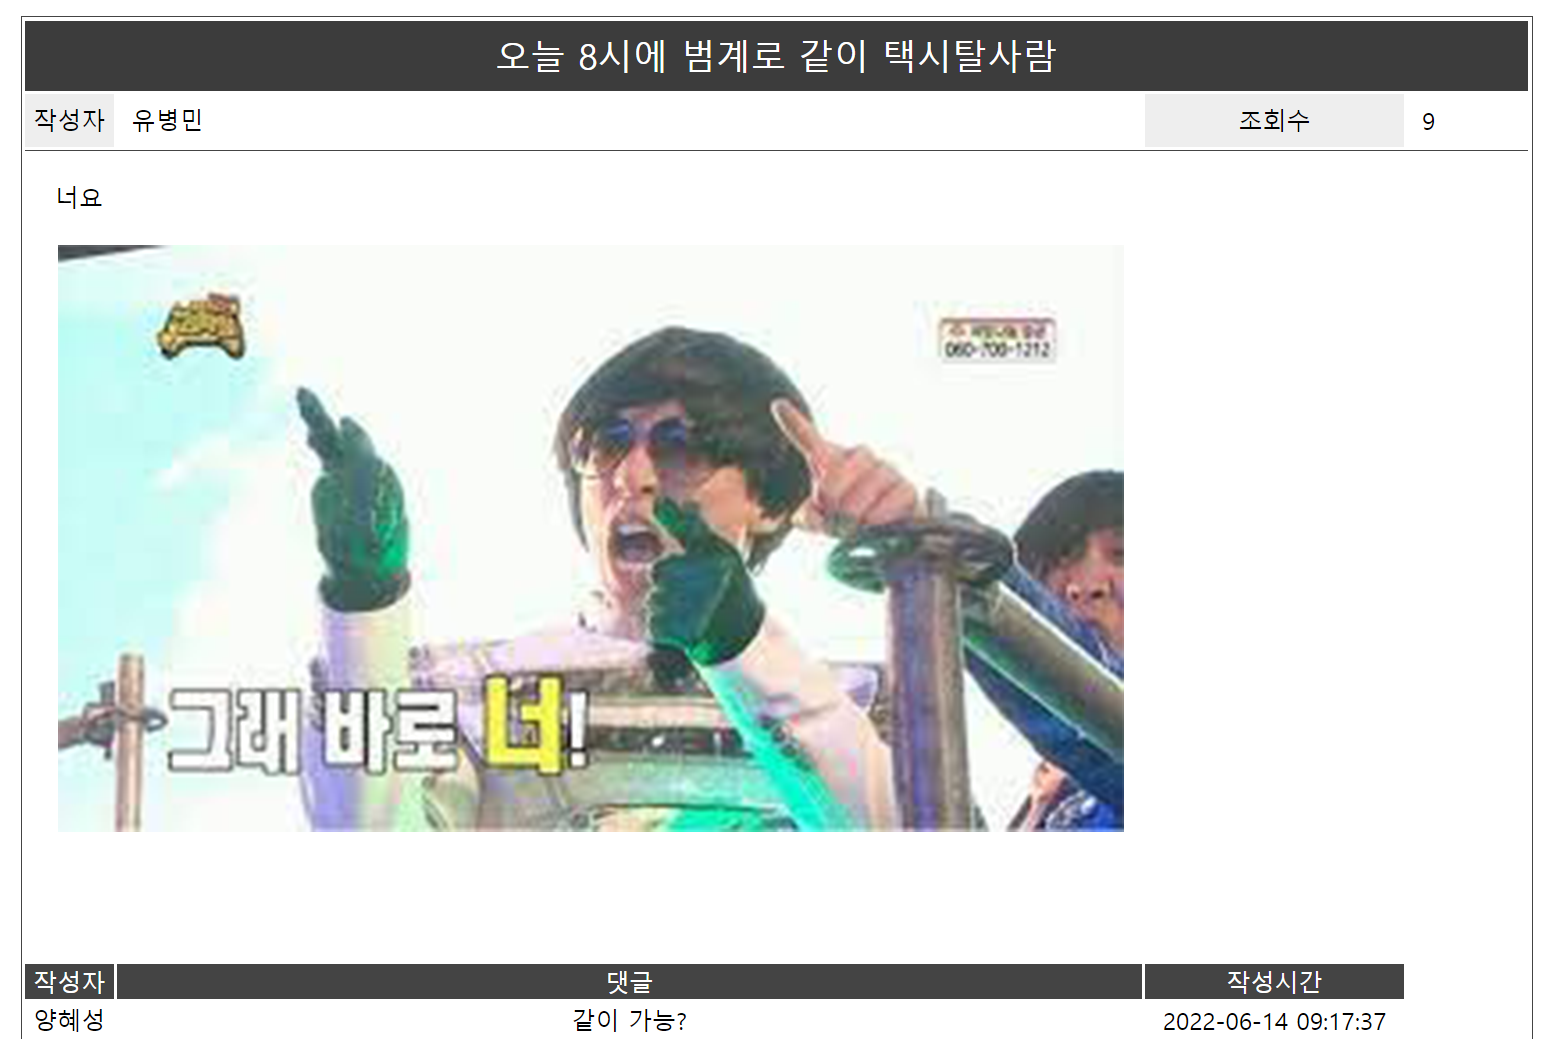 오늘 8시에 범계로 같이 택시탈사람
작성자 유병민 조회수 9
너요
060-700-1212
그래 바로 너!
작성자 댓글 작성시간
양혜성 같이 가능? 2022-06-14 09:17:37